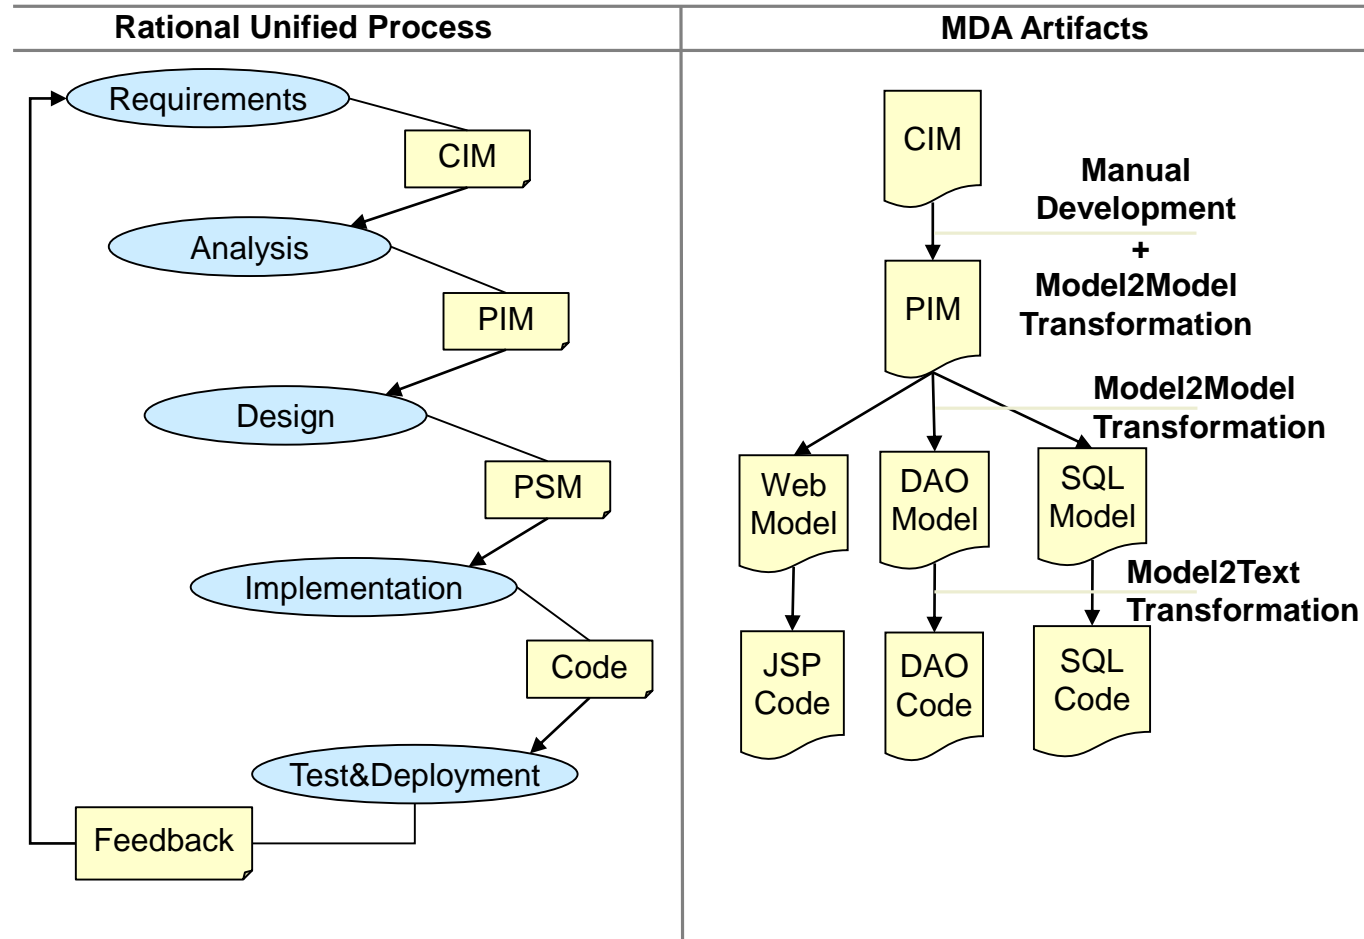 Rational Unified Process
Requirements
CIM
Analysis
PIM
Design
PSM
Implementation
Code
Test&Deployment
Feedback
MDA Artifacts
CIM
Manual
Development
+
Model2Model
Transformation
PIM
Model2Model
Transformation
Web
Model
DAO
Model
SQL
Model
Model2Text
Transformation
JSP
Code
DAO
Code
SQL
Code